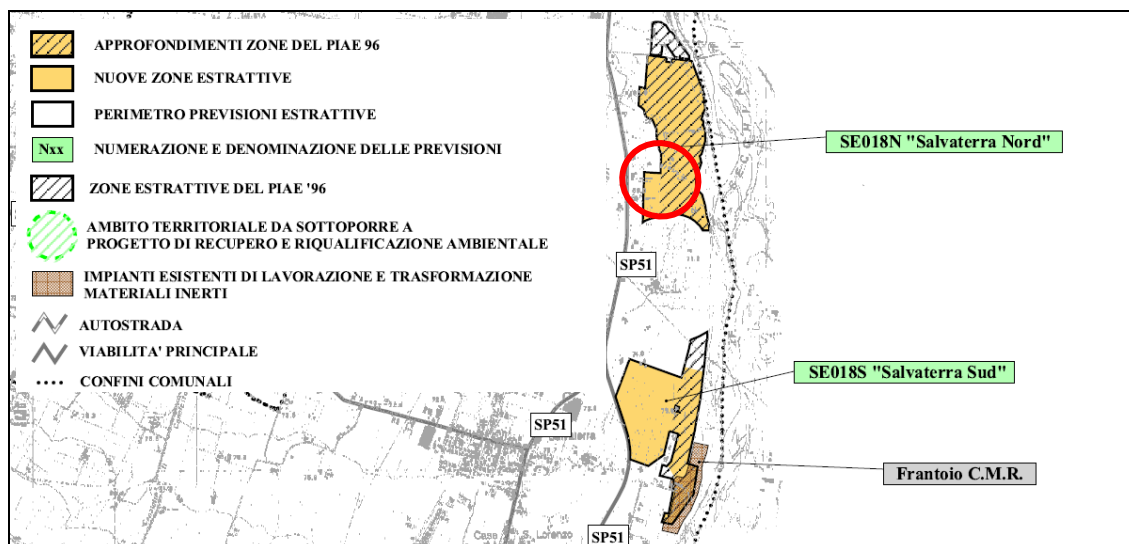 APPROFONDIMENTI ZONE DEL PIAE 96
NUOVE ZONE ESTRATTIVE
PERIMETRO PREVISIONI ESTRATTIVE
Nxx
NUMERAZIONE E DENOMINAZIONE DELLE PREVISIONI
ZONE ESTRATTIVE DEL PIAE '96
AMBITO TERRITORIALE DA SOTTOPORRE A
PROGETTO DI RECUPERO E RIQUALIFICAZIONE AMBIENTALE
IMPIANTI ESISTENTI DI LAVORAZIONE E TRASFORMAZIONE
MATERIALI INERTI
AUTOSTRADA
VIABILITA' PRINCIPALE
CONFINI COMUNALI
SE018N "Salvaterra Nord"
SP51
SE018S "Salvaterra Sud"
SP51
Frantoio C.M.R.
Case
S. Lorenzo
SP51